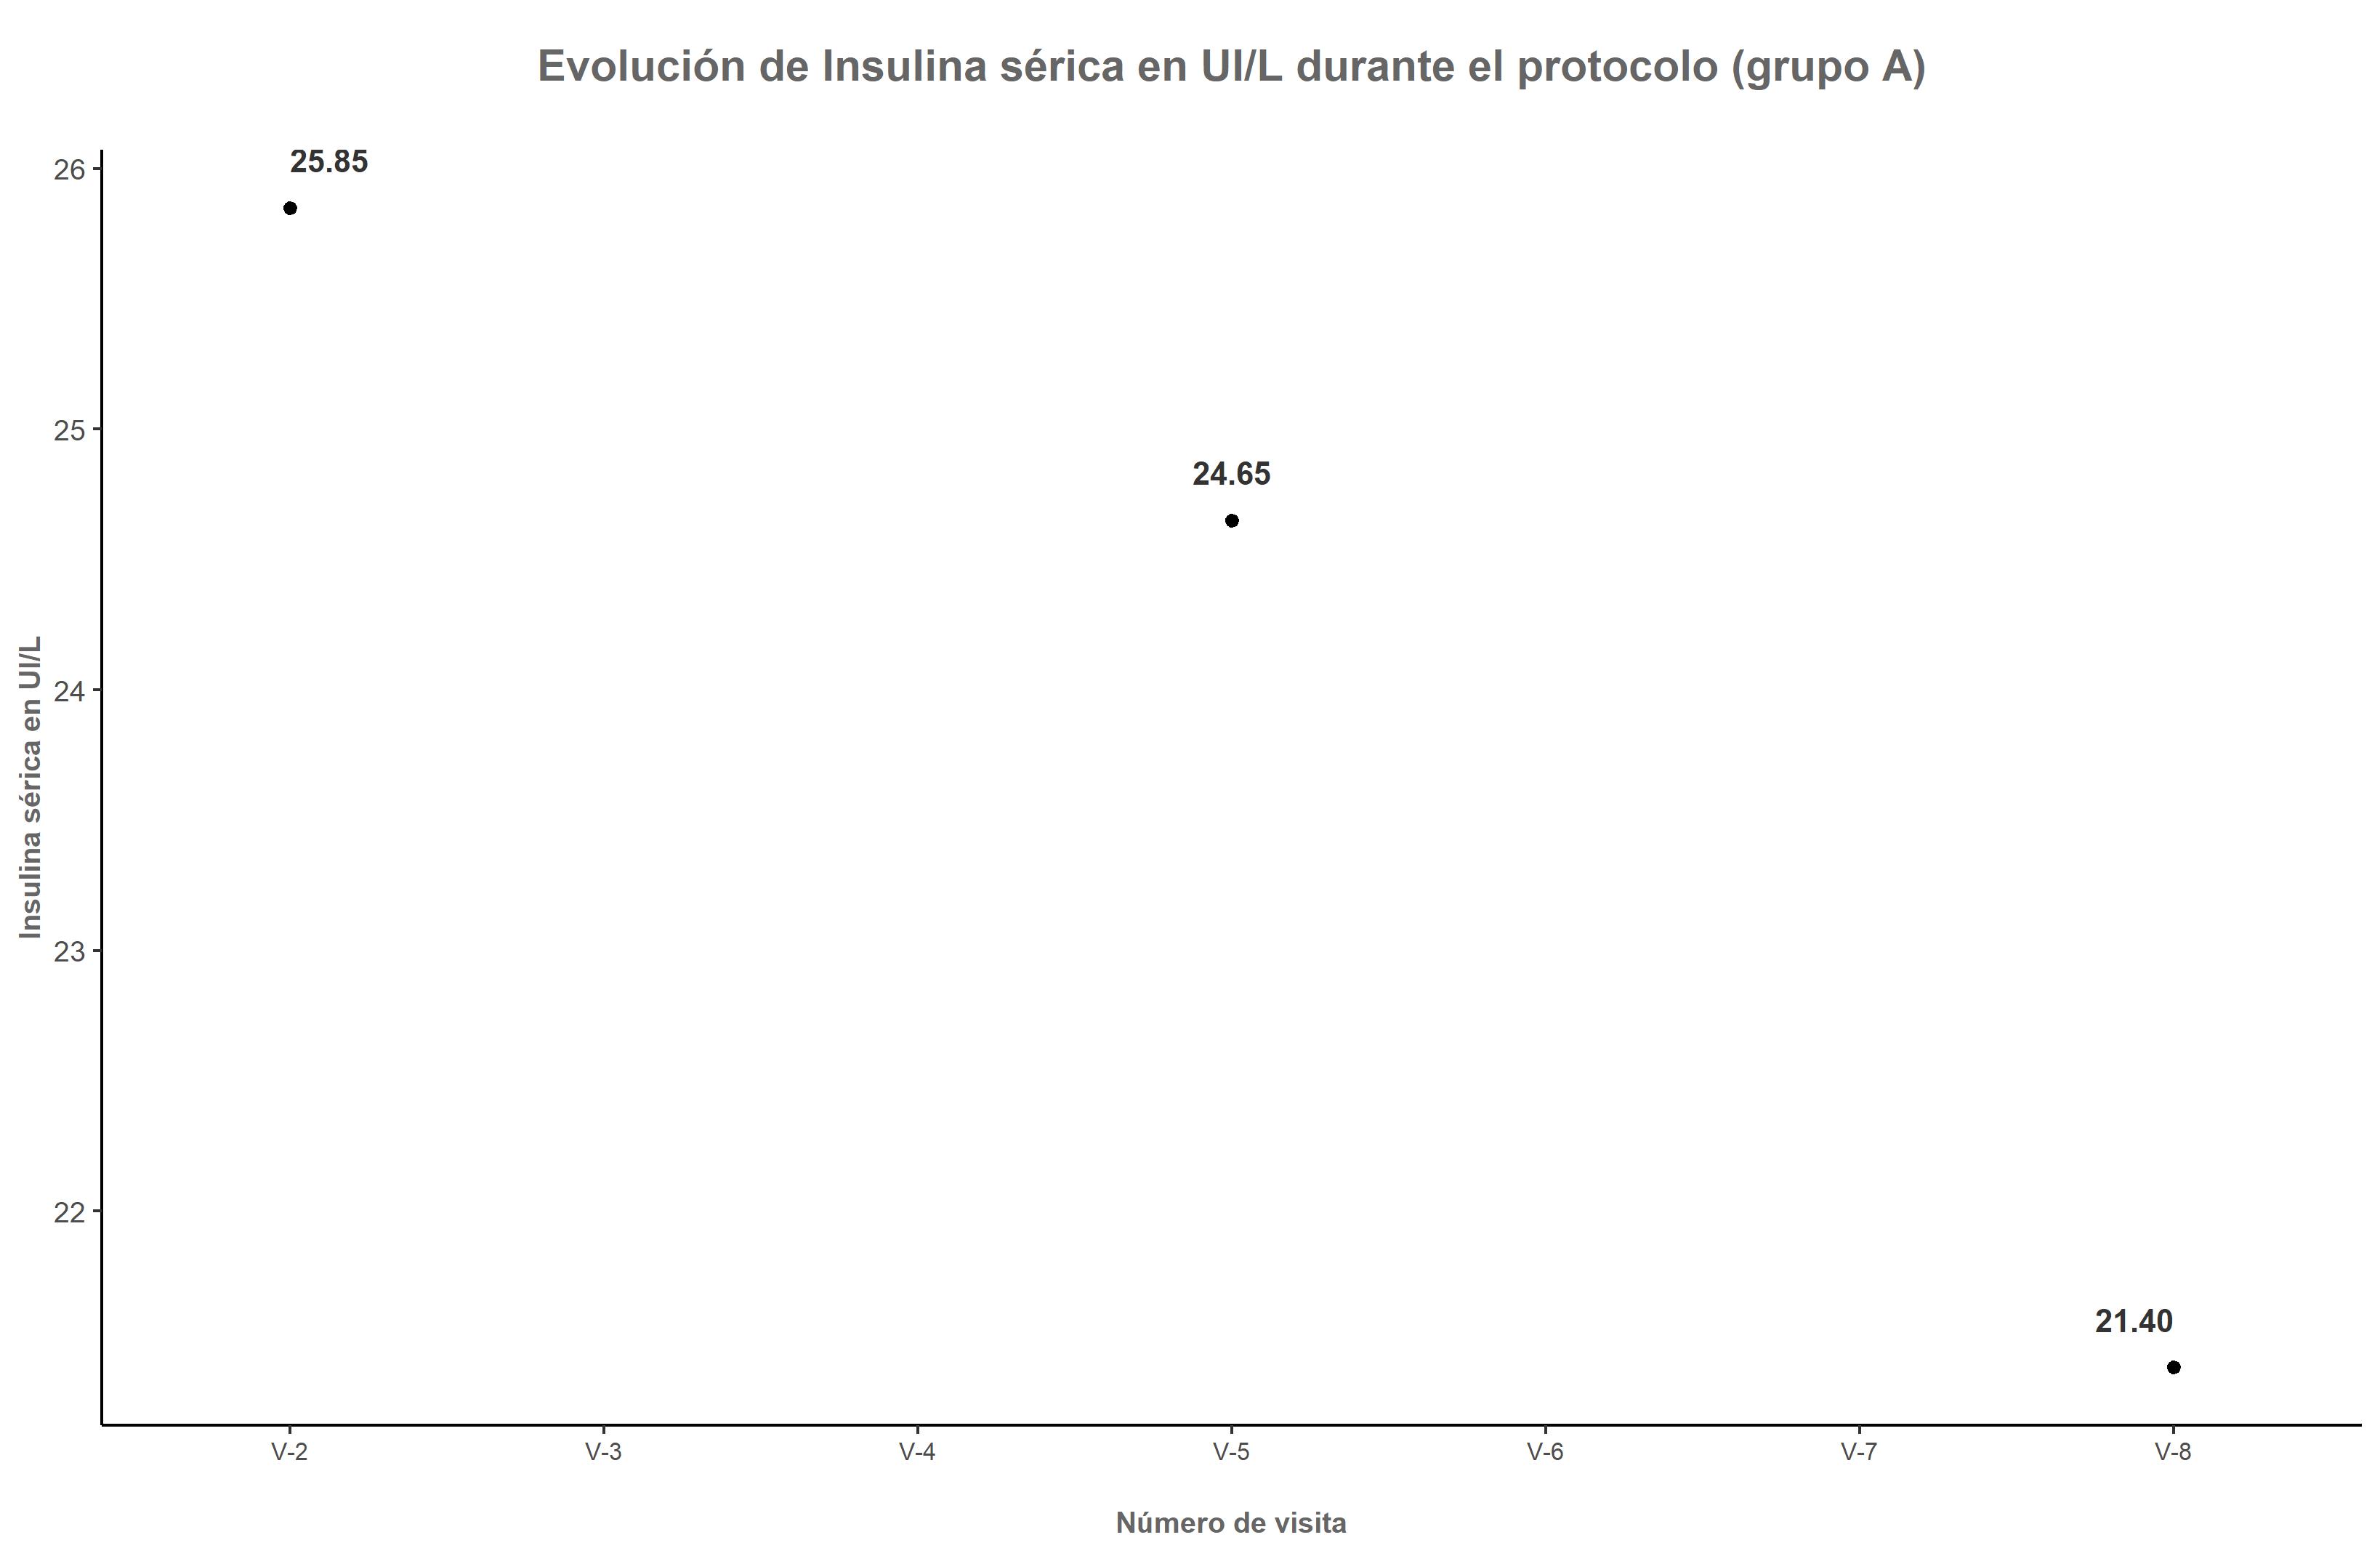 Evolución de Insulina sérica en UI/L durante el protocolo (grupo A)
Insulina sérica en UI/L
26
25
24
23
22
25.85
24.65
21.40
V-2 V-3 V-4 V-5 V-6 V-7 V-8
Número de visita